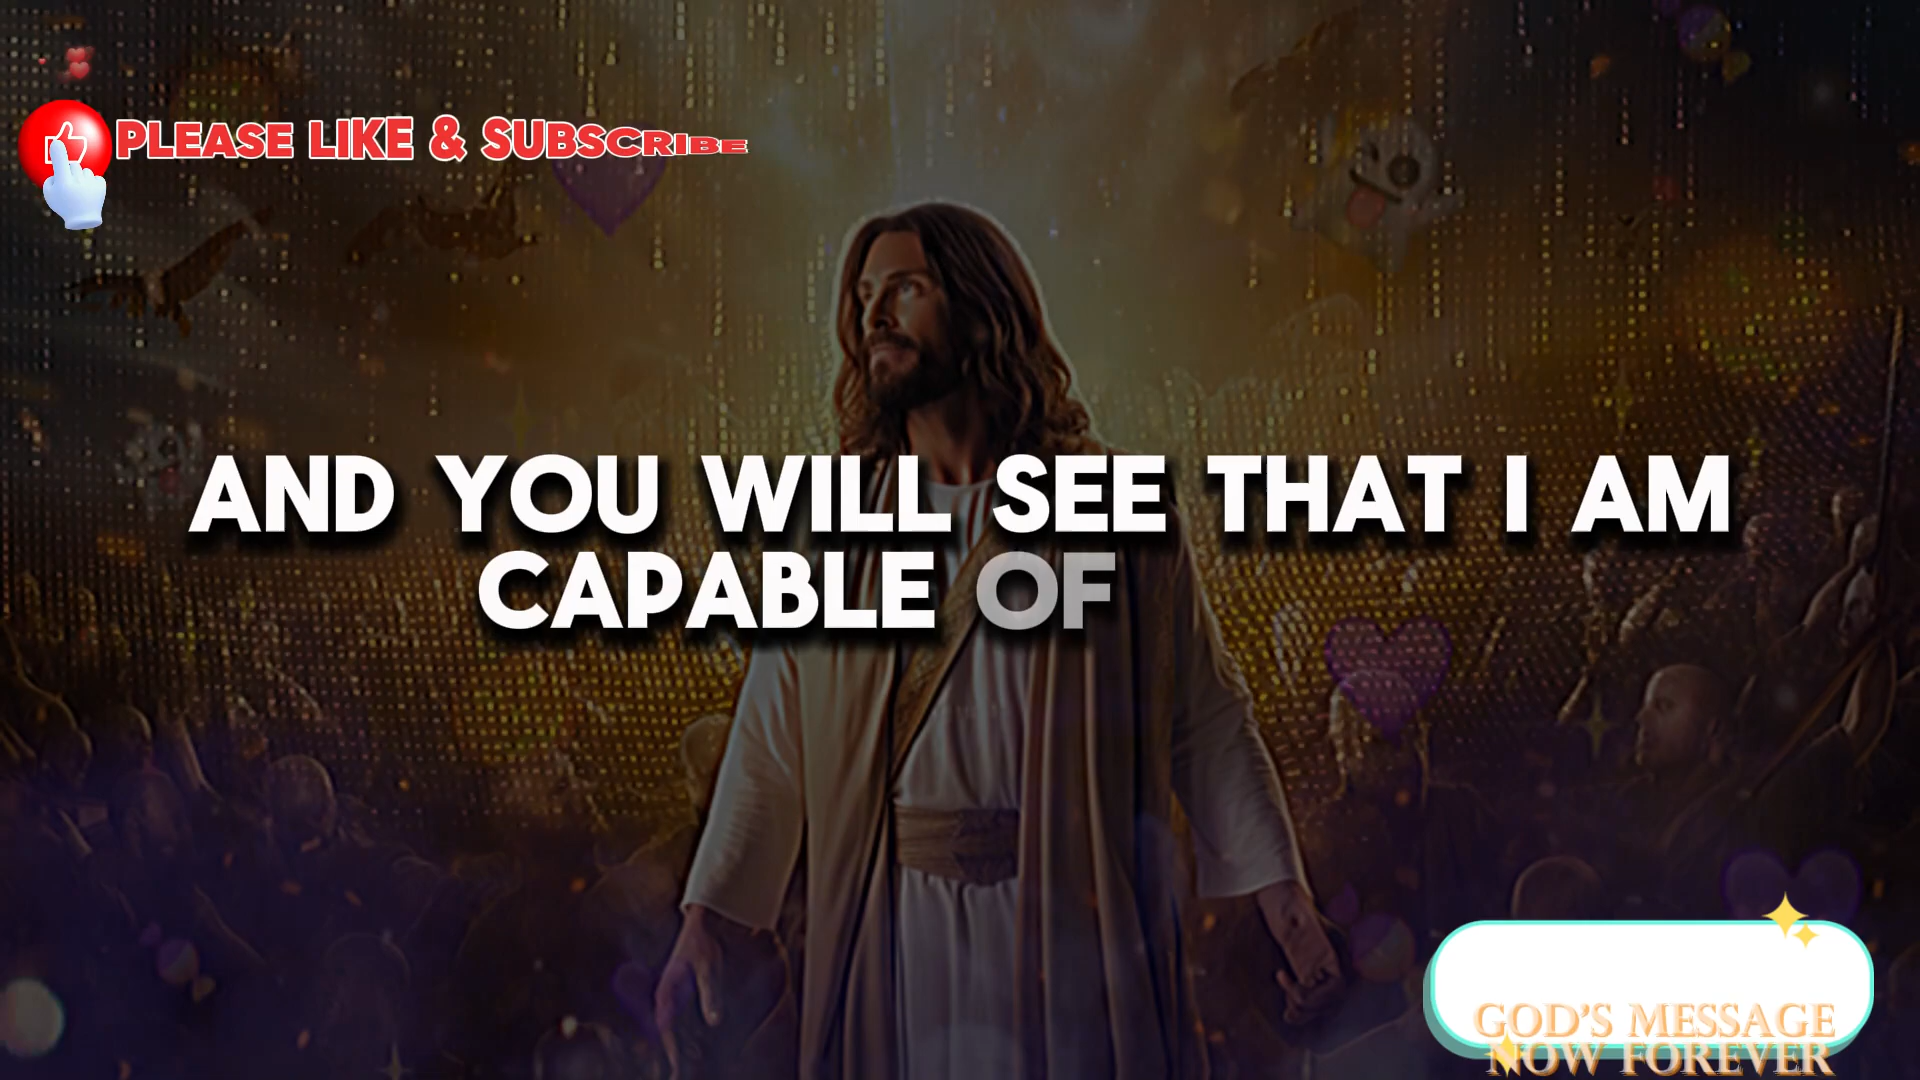 PLEASE LIKE & SUBSCRIBE
AND YOU WILL SEE THAT I AM
CAPABLE OF
GOD'S MESSAGE
NOW FOREVER